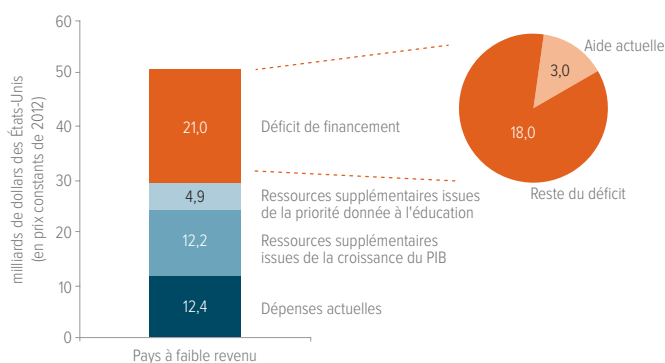 milliards de dollars des États-Unis
(en prix constants de 2012)
60
50
40
30
20
10
0
21,0
4,9
12,2
12,4
Déficit de financement
Ressources supplémentaires issues
de la priorité donnée à l'éducation
Ressources supplémentaires
issues de la croissance du PIB
Dépenses actuelles
Pays à faible revenu
Aide actuelle
3,0
18,0
Reste du déficit